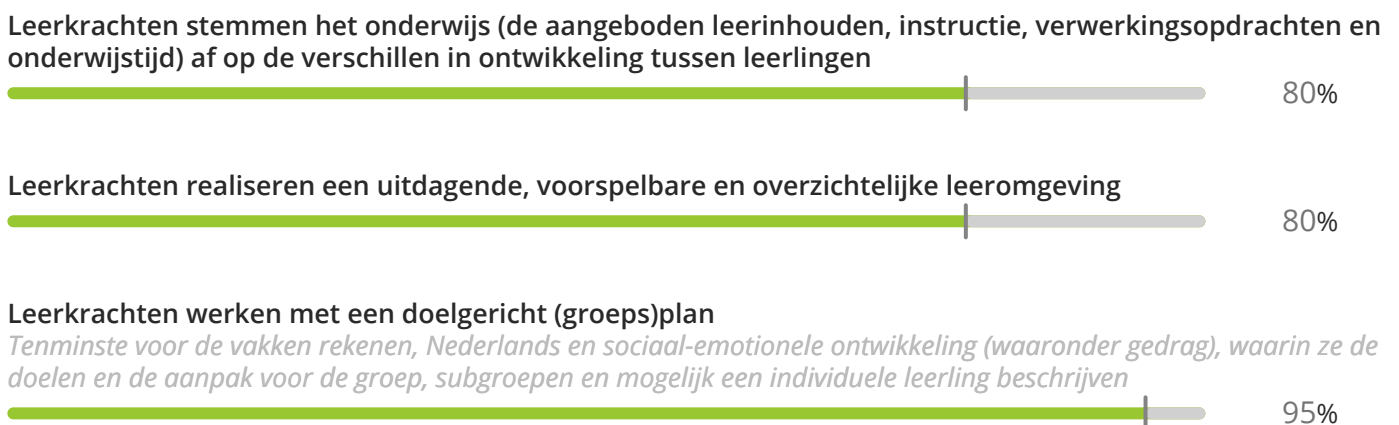 Leerkrachten stemmen het onderwijs (de aangeboden leerinhouden, instructie, verwerkingsopdrachten en
onderwijstijd) af op de verschillen in ontwikkeling tussen leerlingen
80%
Leerkrachten realiseren een uitdagende, voorspelbare en overzichtelijke leeromgeving
80%
Leerkrachten werken met een doelgericht (groeps)plan
Tenminste voor de vakken rekenen, Nederlands en sociaal-emotionele ontwikkeling (waaronder gedrag), waarin ze de
doelen en de aanpak voor de groep, subgroepen en mogelijk een individuele leerling beschrijven
95%